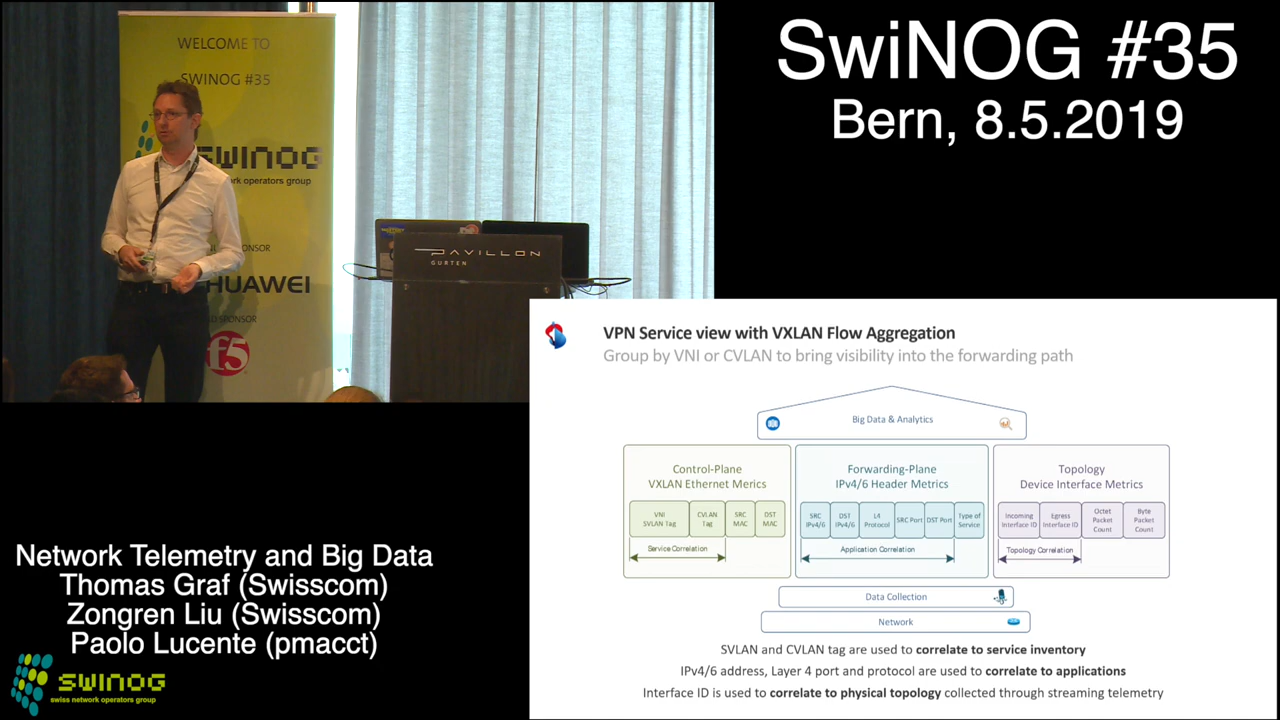 WELCOME TO
SWINOG #35
SWINOG
work operators group
ONSOR
HUAWEI
SPONSOR
f5
PAVILLON
GURTEN
SwiNOG #35
Bern, 8.5.2019
VPN Service view with VXLAN Flow Aggregation
Group by VNI or CVLAN to bring visibility into the forwarding path
Big Data & Analytics
Control-Plane
VXLAN Ethernet Merics
VNI
SVLAN Tag
CVLAN
Tag
SRC
MAC
DST
MAC
Service Correlation
Forwarding-Plane
IPv4/6 Header Metrics
SRC
IPv4/6
DST
IPv4/6
L4
Protocol
SRC Port
DST Port
Type of
Service
Application Correlation
Topology
Device Interface Metrics
Incoming
Interface ID
Egress
Interface ID
Octet
Packet
Count
Byte
Packet
Count
Topology Correlation
Data Collection
Network
SVLAN and CVLAN tag are used to correlate to service inventory
IPv4/6 address, Layer 4 port and protocol are used to correlate to applications
Interface ID is used to correlate to physical topology collected through streaming telemetry
Network Telemetry and Big Data
Thomas Graf (Swisscom)
Zongren Liu (Swisscom)
Paolo Lucente (pmacct)
SWINOG
swiss network operators group